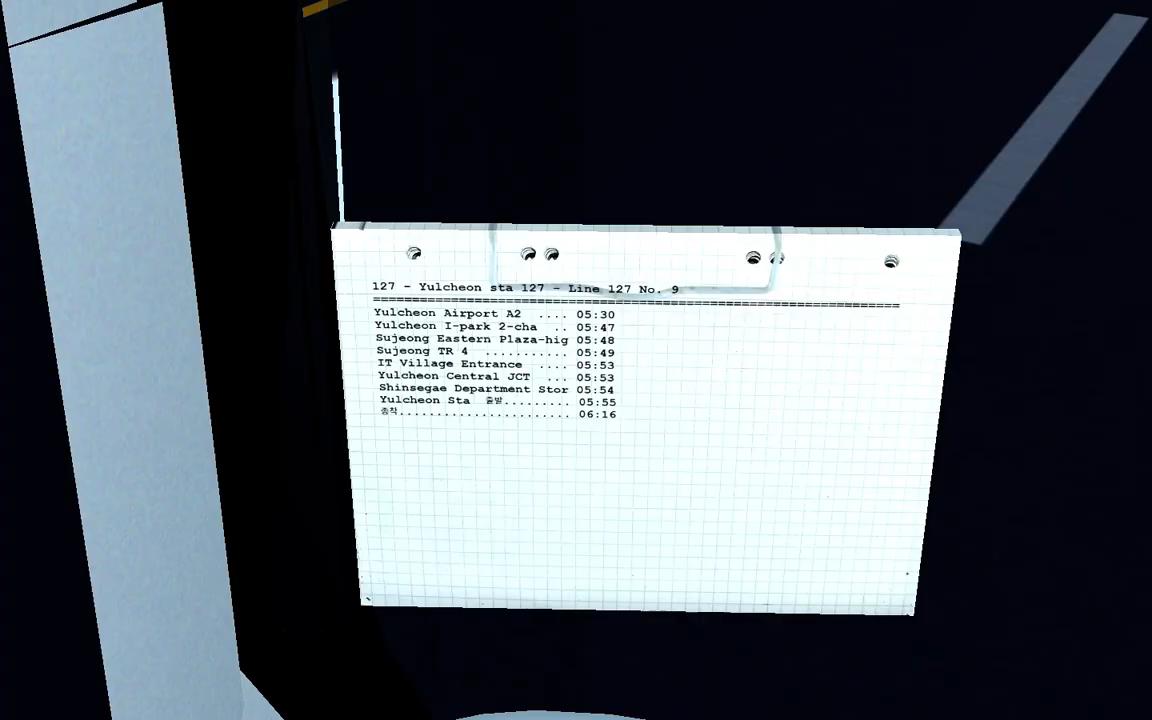 127 - Yulcheon sta 127 - Line 127 No. 9
================================================================
Yulcheon Airport A2 .... 05:30
Yulcheon I-park 2-cha .. 05:47
Sujeong Eastern Plaza-hig 05:48
Sujeong TR 4 ........... 05:49
IT Village Entrance .... 05:53
Yulcheon Central JCT ... 05:53
Shinsegae Department Stor 05:54
Yulcheon Sta 출발......... 05:55
종착....................... 06:16